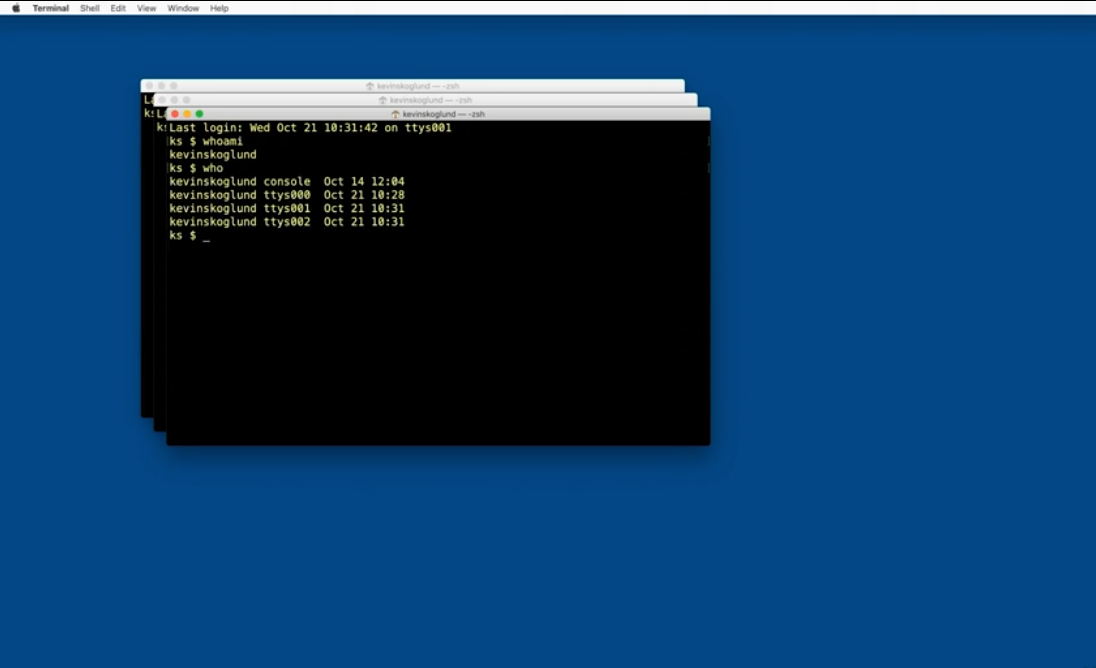 Terminal Shell Edit View Window Help
kevinskoglund — -zsh
kevinskoglund — -zsh
kevinskoglund — -zsh
La
ks
La
ks
Last login: Wed Oct 21 10:31:42 on ttys001
ks $ whoami
kevinskoglund
ks $ who
kevinskoglund console  Oct 14 12:04
kevinskoglund ttys000  Oct 21 10:28
kevinskoglund ttys001  Oct 21 10:31
kevinskoglund ttys002  Oct 21 10:31
ks $ _